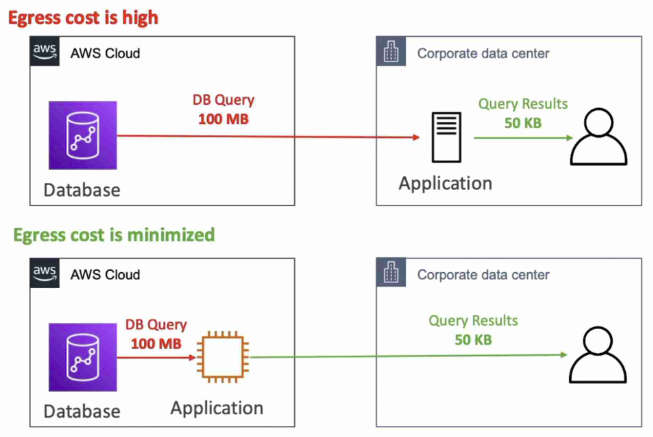 Egress cost is high
aws
AWS Cloud
Corporate data center
DB Query
100 MB
Query Results
50 KB
Database
Application
Egress cost is minimized
aws
AWS Cloud
Corporate data center
DB Query
100 MB
Query Results
50 KB
Database
Application